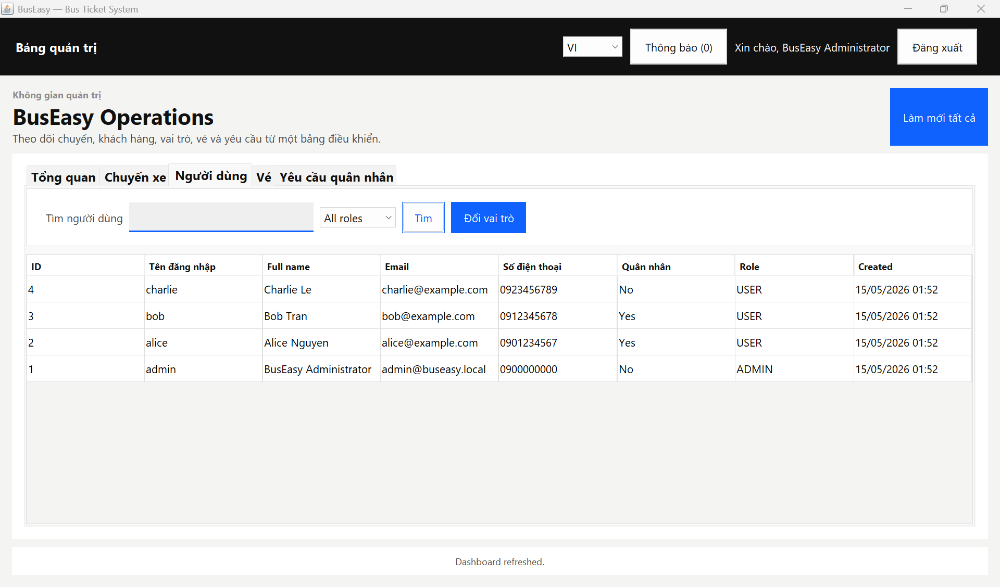 BusEasy — Bus Ticket System
Bảng quản trị
VI
Thông báo (0)
Xin chào, BusEasy Administrator
Đăng xuất
Không gian quản trị
BusEasy Operations
Theo dõi chuyến, khách hàng, vai trò, vé và yêu cầu từ một bảng điều khiển.
Làm mới tất cả
Tổng quan Chuyến xe Người dùng Vé Yêu cầu quân nhân
Tìm người dùng All roles Tìm Đổi vai trò
ID Tên đăng nhập Full name Email Số điện thoại Quân nhân Role Created
4 charlie Charlie Le charlie@example.com 0923456789 No USER 15/05/2026 01:52
3 bob Bob Tran bob@example.com 0912345678 Yes USER 15/05/2026 01:52
2 alice Alice Nguyen alice@example.com 0901234567 Yes USER 15/05/2026 01:52
1 admin BusEasy Administrator admin@buseasy.local 0900000000 No ADMIN 15/05/2026 01:52
Dashboard refreshed.